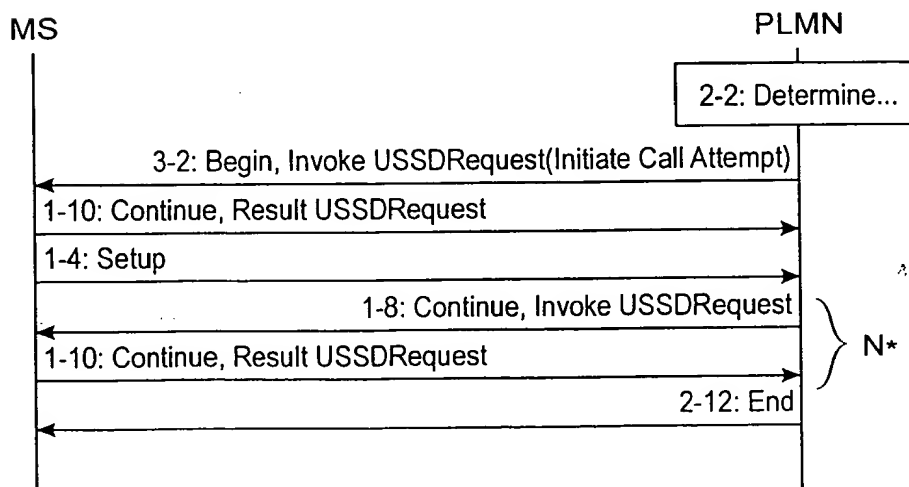 MS
PLMN
2-2: Determine...
3-2: Begin, Invoke USSDRequest(Initiate Call Attempt)
1-10: Continue, Result USSDRequest
1-4: Setup
1-8: Continue, Invoke USSDRequest
N*
1-10: Continue, Result USSDRequest
2-12: End